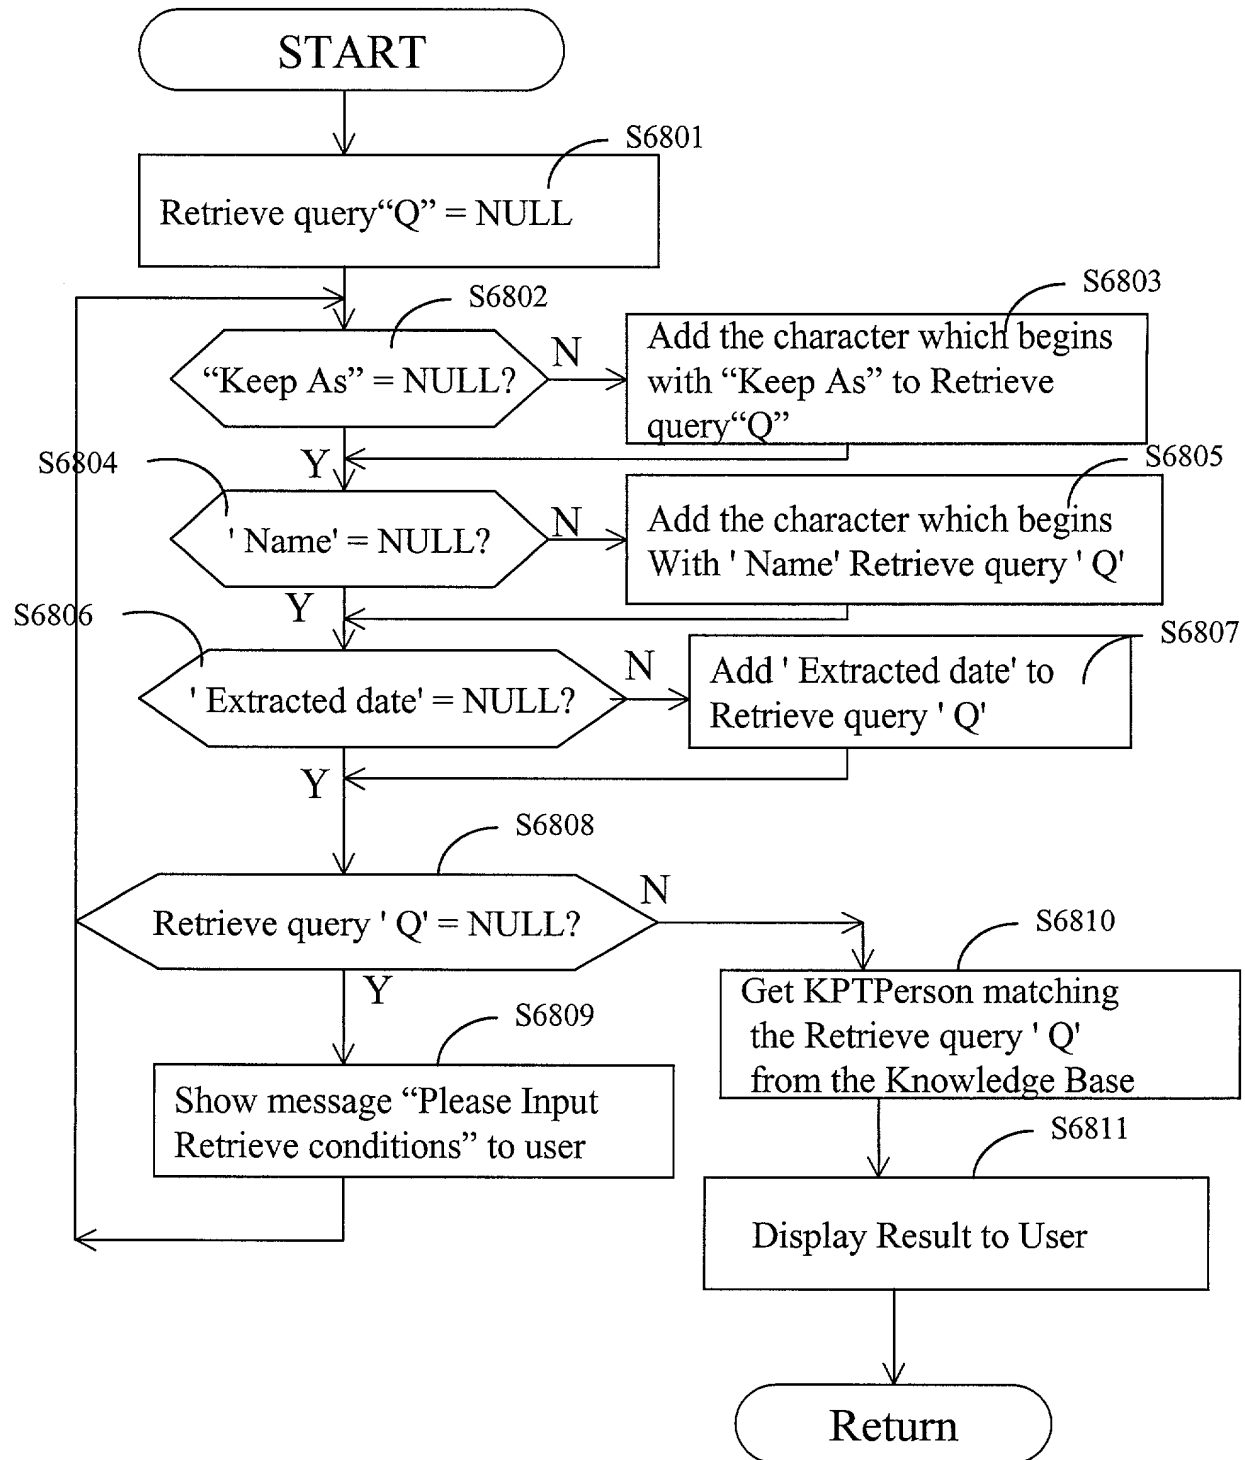 START
S6801
Retrieve query“Q” = NULL
S6802
“Keep As” = NULL?
N
S6803
Add the character which begins
with “Keep As” to Retrieve
query“Q”
Y
S6804
' Name' = NULL?
N
S6805
Add the character which begins
With ' Name' Retrieve query ' Q'
Y
S6806
' Extracted date' = NULL?
N
S6807
Add ' Extracted date' to
Retrieve query ' Q'
Y
S6808
Retrieve query ' Q' = NULL?
N
Y
S6809
Show message “Please Input
Retrieve conditions” to user
S6810
Get KPTPerson matching
the Retrieve query ' Q'
from the Knowledge Base
S6811
Display Result to User
Return